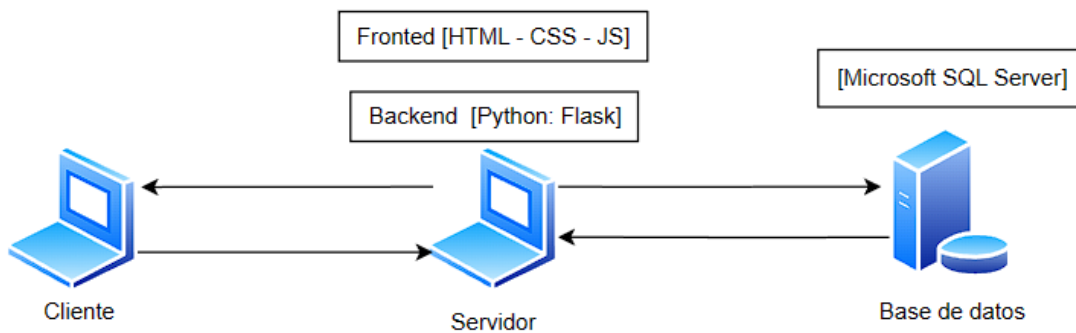 Fronted [HTML - CSS - JS]
[Microsoft SQL Server]
Backend [Python: Flask]
Cliente
Servidor
Base de datos